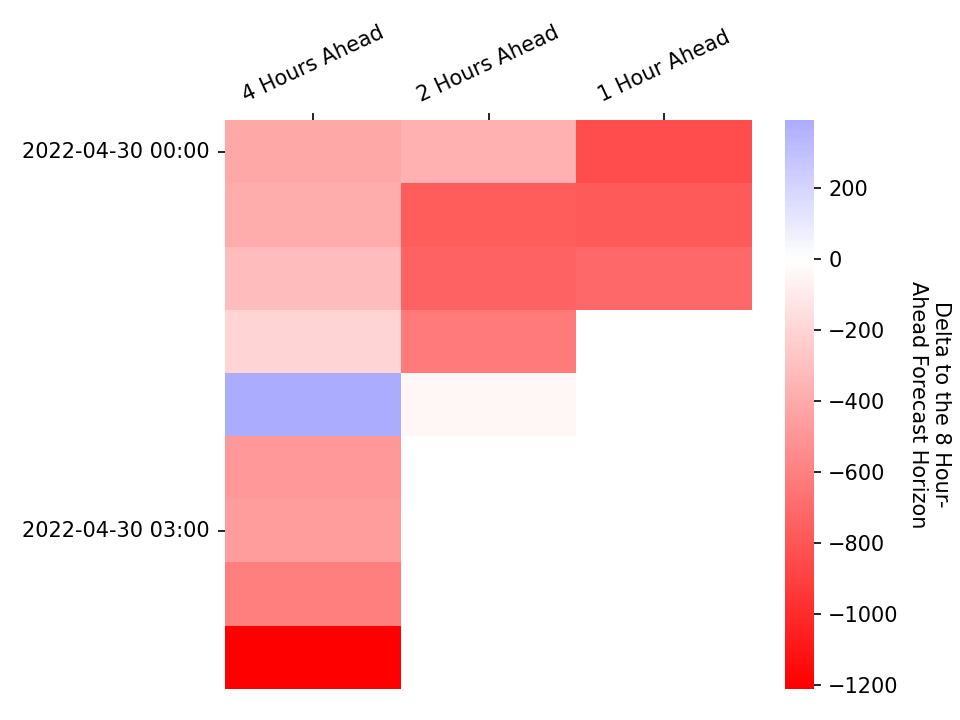 4 Hours Ahead
2 Hours Ahead
1 Hour Ahead
2022-04-30 00:00
2022-04-30 03:00
200
0
−200
−400
−600
−800
−1000
−1200
Delta to the 8 Hour-
Ahead Forecast Horizon